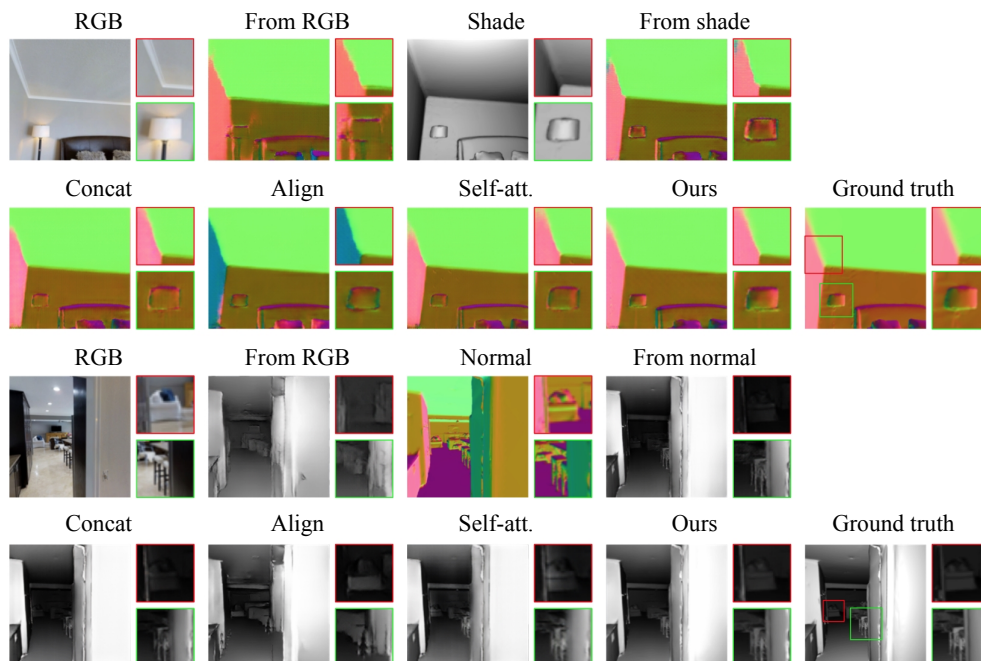 RGB From RGB Shade From shade
Concat Align Self-att. Ours Ground truth
RGB From RGB Normal From normal
Concat Align Self-att. Ours Ground truth